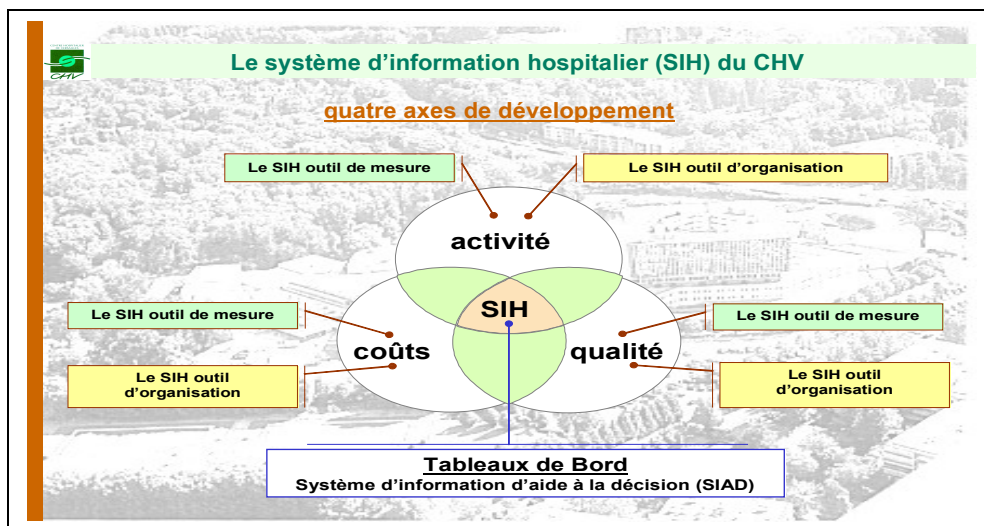 CHV
Le système d'information hospitalier (SIH) du CHV
quatre axes de développement
Le SIH outil de mesure
Le SIH outil d'organisation
activité
SIH
Le SIH outil de mesure
Le SIH outil de mesure
coûts
qualité
Le SIH outil
d'organisation
Le SIH outil
d'organisation
Tableaux de Bord
Système d'information d'aide à la décision (SIAD)